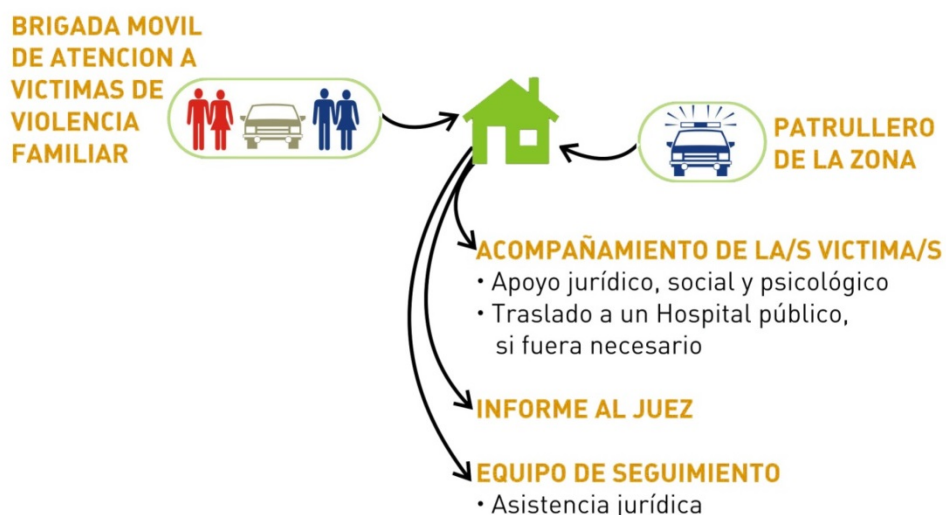 BRIGADA MOVIL
DE ATENCION A
VICTIMAS DE
VIOLENCIA
FAMILIAR
PATRULLERO
DE LA ZONA
ACOMPAÑAMIENTO DE LA/S VICTIMA/S
• Apoyo jurídico, social y psicológico
• Traslado a un Hospital público,
si fuera necesario
INFORME AL JUEZ
EQUIPO DE SEGUIMIENTO
• Asistencia jurídica